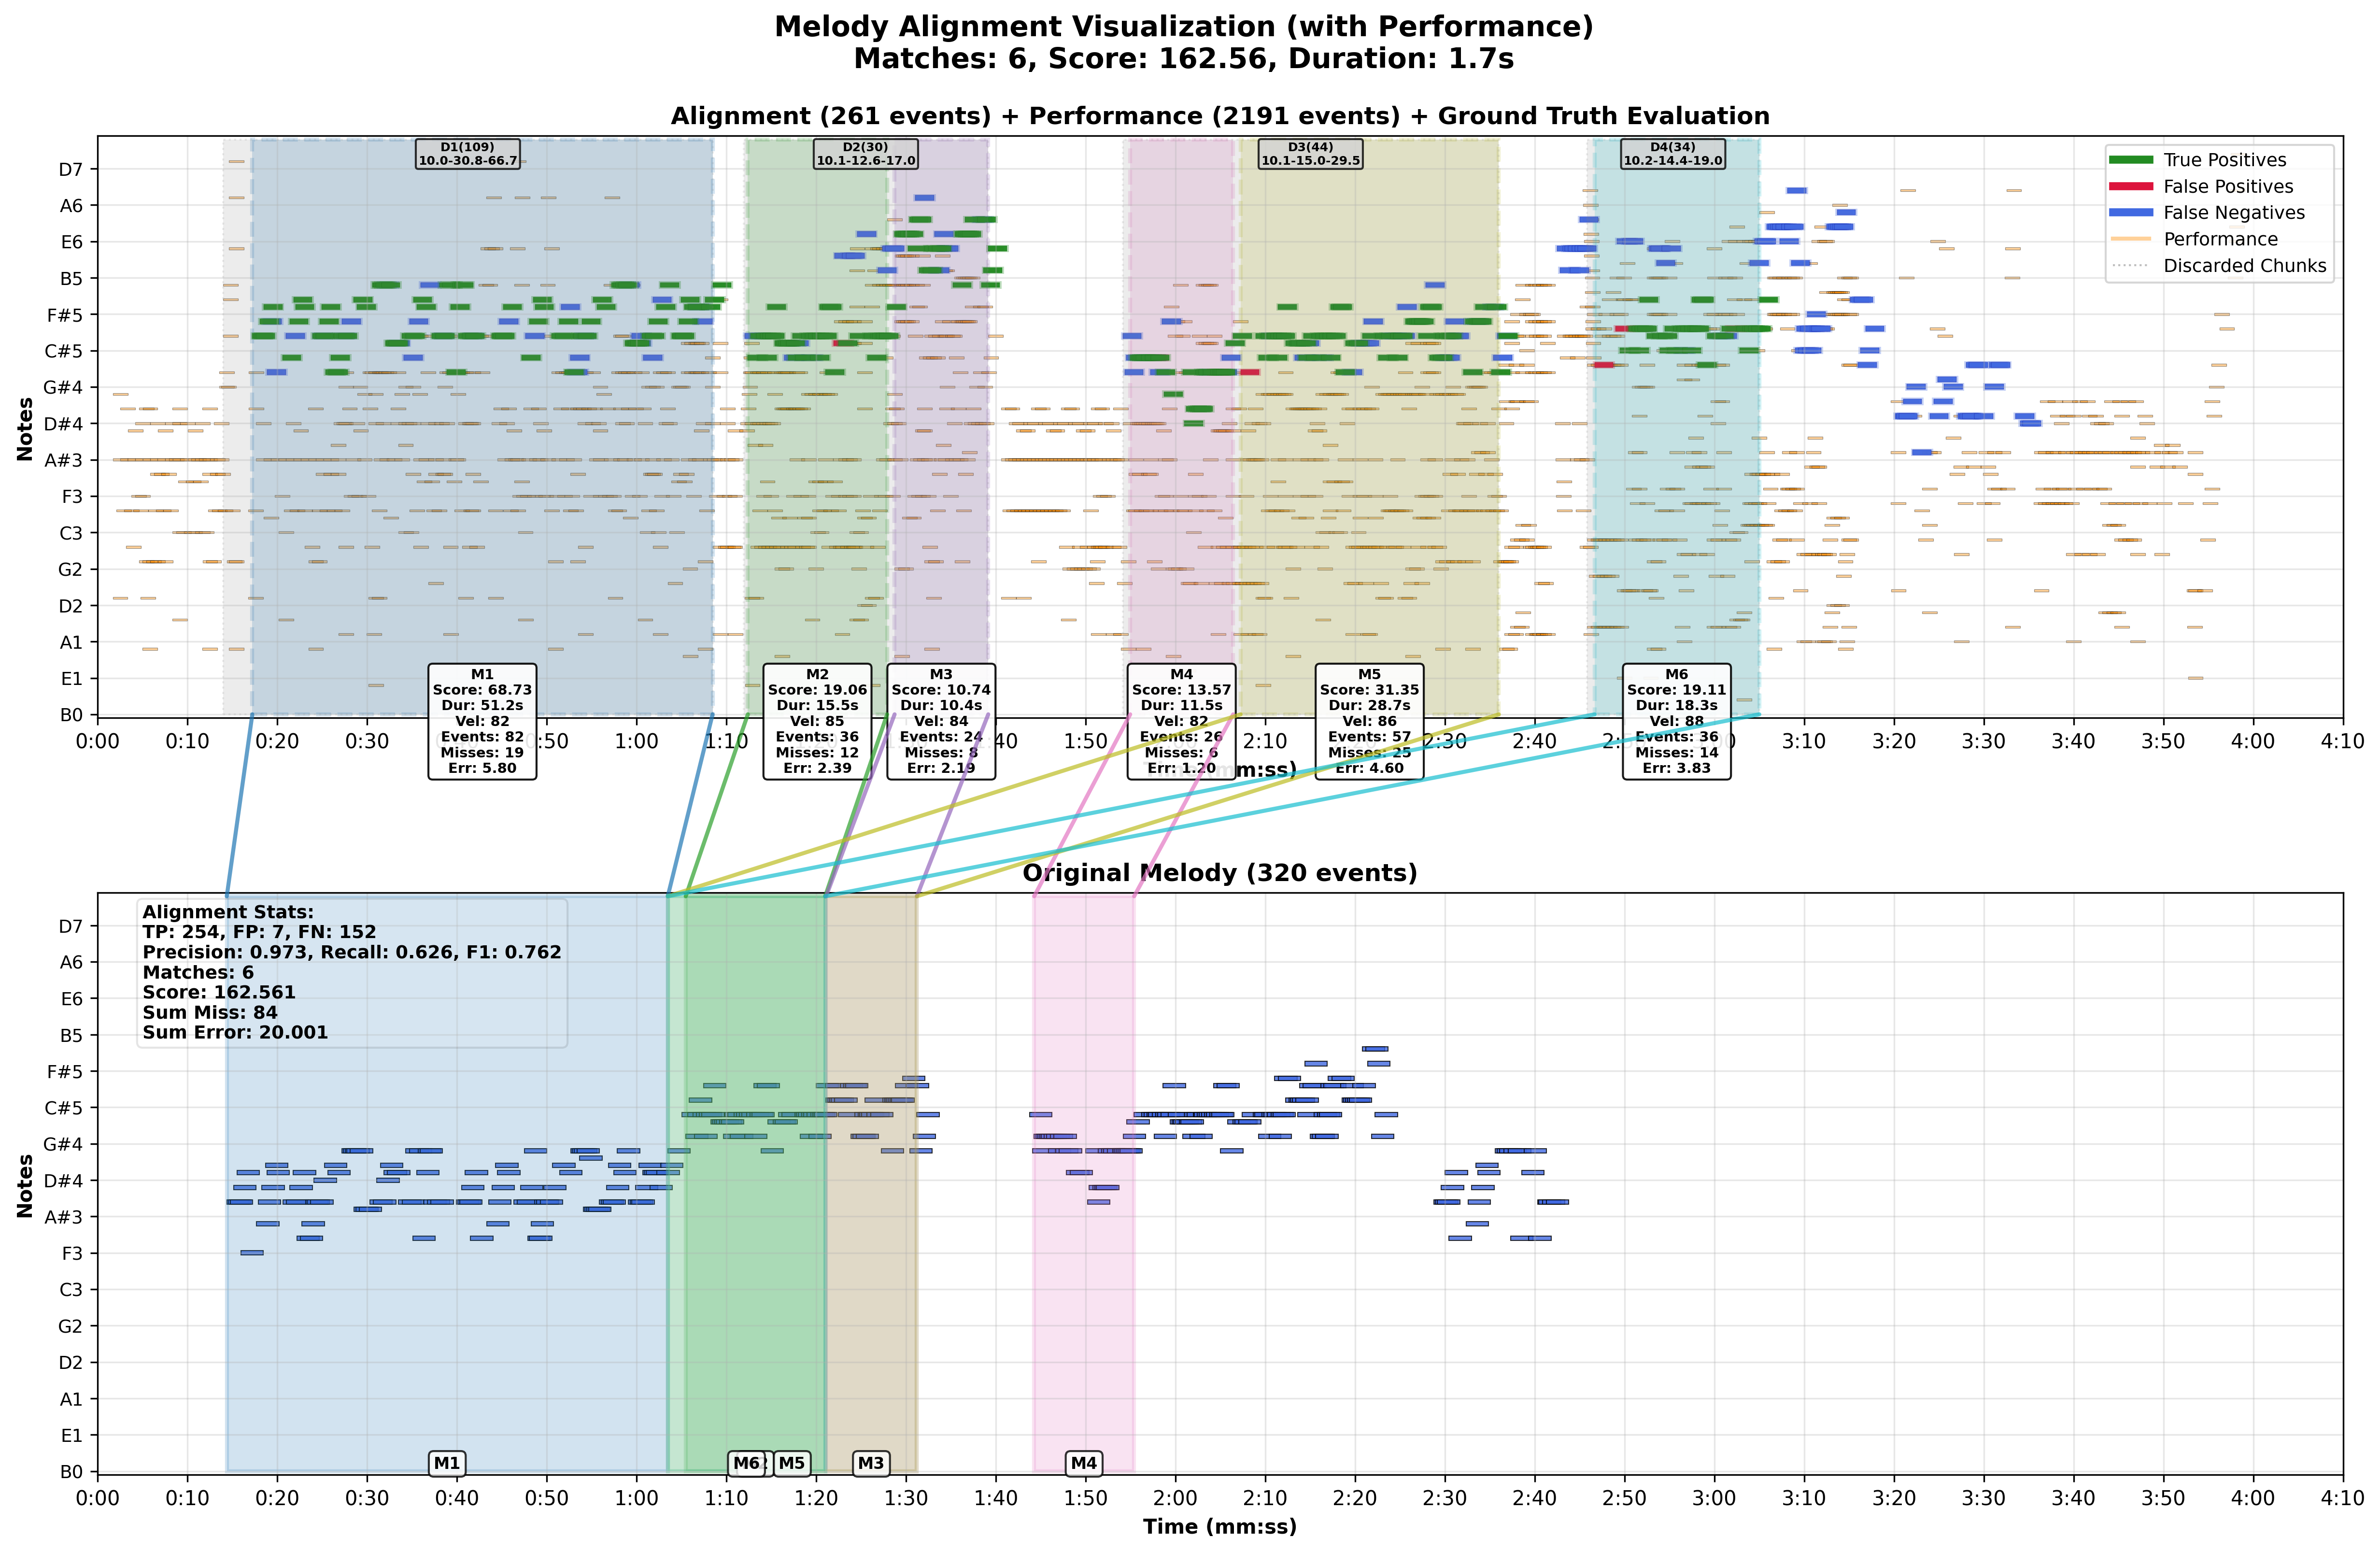 Melody Alignment Visualization (with Performance)
Matches: 6, Score: 162.56, Duration: 1.7s
Alignment (261 events) + Performance (2191 events) + Ground Truth Evaluation
D1(109)
10.0-30.8-66.7
D2(30)
10.1-12.6-17.0
D3(44)
10.1-15.0-29.5
D4(34)
10.2-14.4-19.0
True Positives
False Positives
False Negatives
Performance
Discarded Chunks
Notes
D7
A6
E6
B5
F#5
C#5
G#4
D#4
A#3
F3
C3
G2
D2
A1
E1
B0
M1
Score: 68.73
Dur: 51.2s
Vel: 82
Events: 82
Misses: 19
Err: 5.80
M2
Score: 19.06
Dur: 15.5s
Vel: 85
Events: 36
Misses: 12
Err: 2.39
M3
Score: 10.74
Dur: 10.4s
Vel: 84
Events: 24
Misses: 8
Err: 2.19
M4
Score: 13.57
Dur: 11.5s
Vel: 82
Events: 26
Misses: 6
Err: 1.20
M5
Score: 31.35
Dur: 28.7s
Vel: 86
Events: 57
Misses: 25
Err: 4.60
M6
Score: 19.11
Dur: 18.3s
Vel: 88
Events: 36
Misses: 14
Err: 3.83
0:00 0:10 0:20 0:30 0:50 1:00 1:10 1:50 2:10 2:30 2:40 3:10 3:20 3:30 3:40 3:50 4:00 4:10
Original Melody (320 events)
Alignment Stats:
TP: 254, FP: 7, FN: 152
Precision: 0.973, Recall: 0.626, F1: 0.762
Matches: 6
Score: 162.561
Sum Miss: 84
Sum Error: 20.001
Notes
D7
A6
E6
B5
F#5
C#5
G#4
D#4
A#3
F3
C3
G2
D2
A1
E1
B0
M1
M6
M5
M3
M4
0:00 0:10 0:20 0:30 0:40 0:50 1:00 1:10 1:20 1:30 1:40 1:50 2:00 2:10 2:20 2:30 2:40 2:50 3:00 3:10 3:20 3:30 3:40 3:50 4:00 4:10
Time (mm:ss)